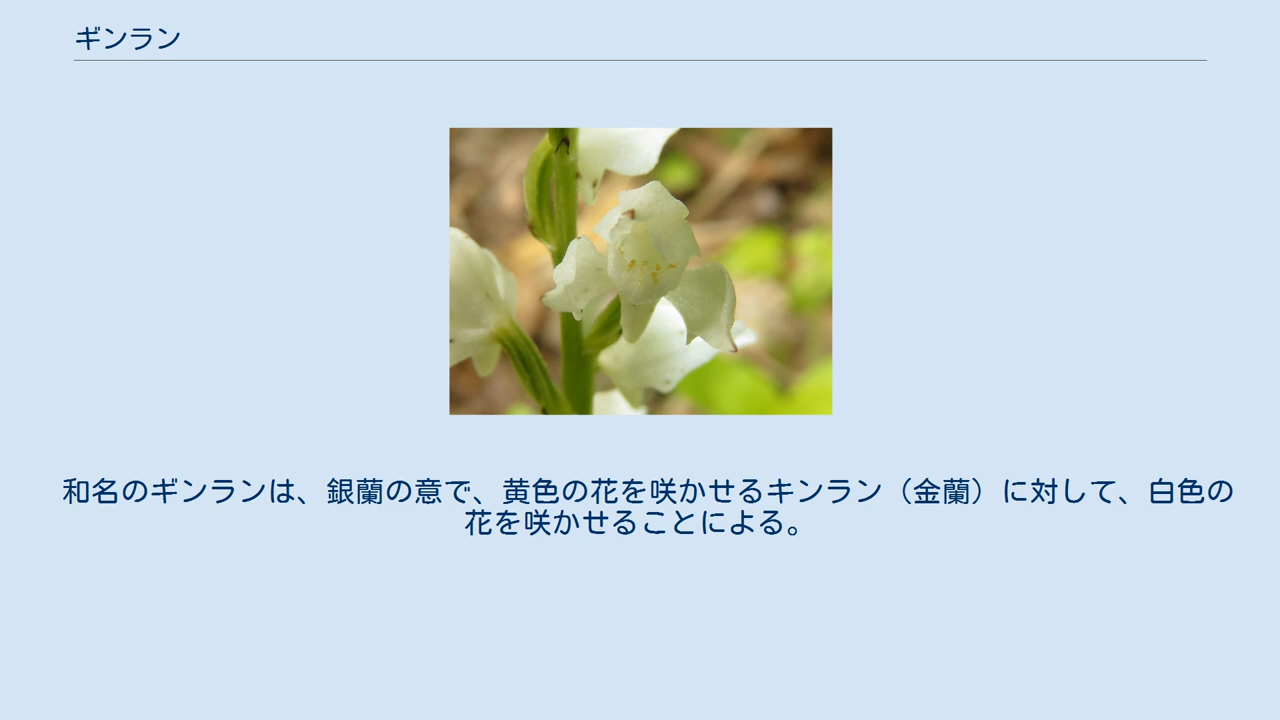 ギンラン
和名のギンランは、銀蘭の意で、黄色の花を咲かせるキンラン（金蘭）に対して、白色の
花を咲かせることによる。